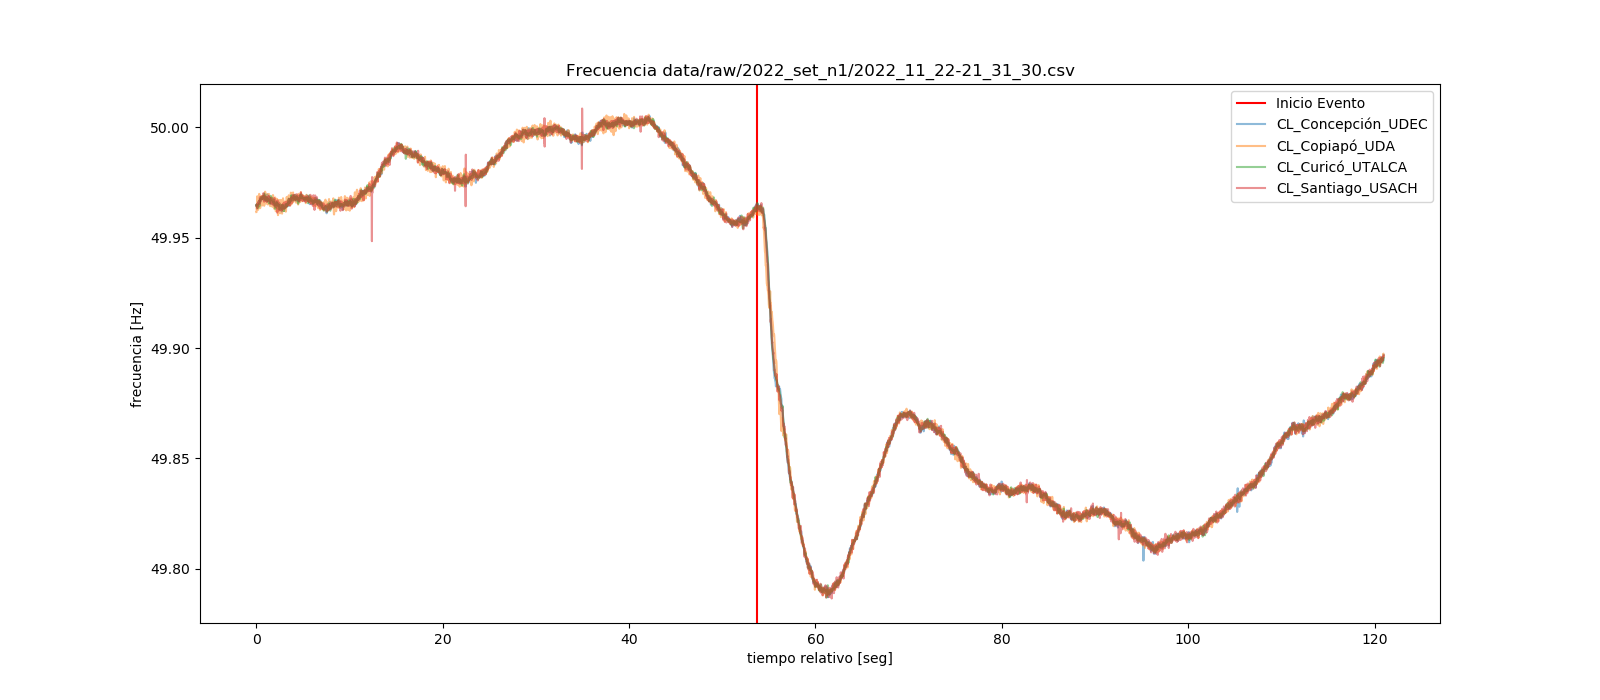 Frecuencia data/raw/2022_set_n1/2022_11_22-21_31_30.csv
Inicio Evento
CL_Concepción_UDEC
CL_Copiapó_UDA
CL_Curicó_UTALCA
CL_Santiago_USACH
frecuencia [Hz]
50.00
49.95
49.90
49.85
49.80
0 20 40 60 80 100 120
tiempo relativo [seg]